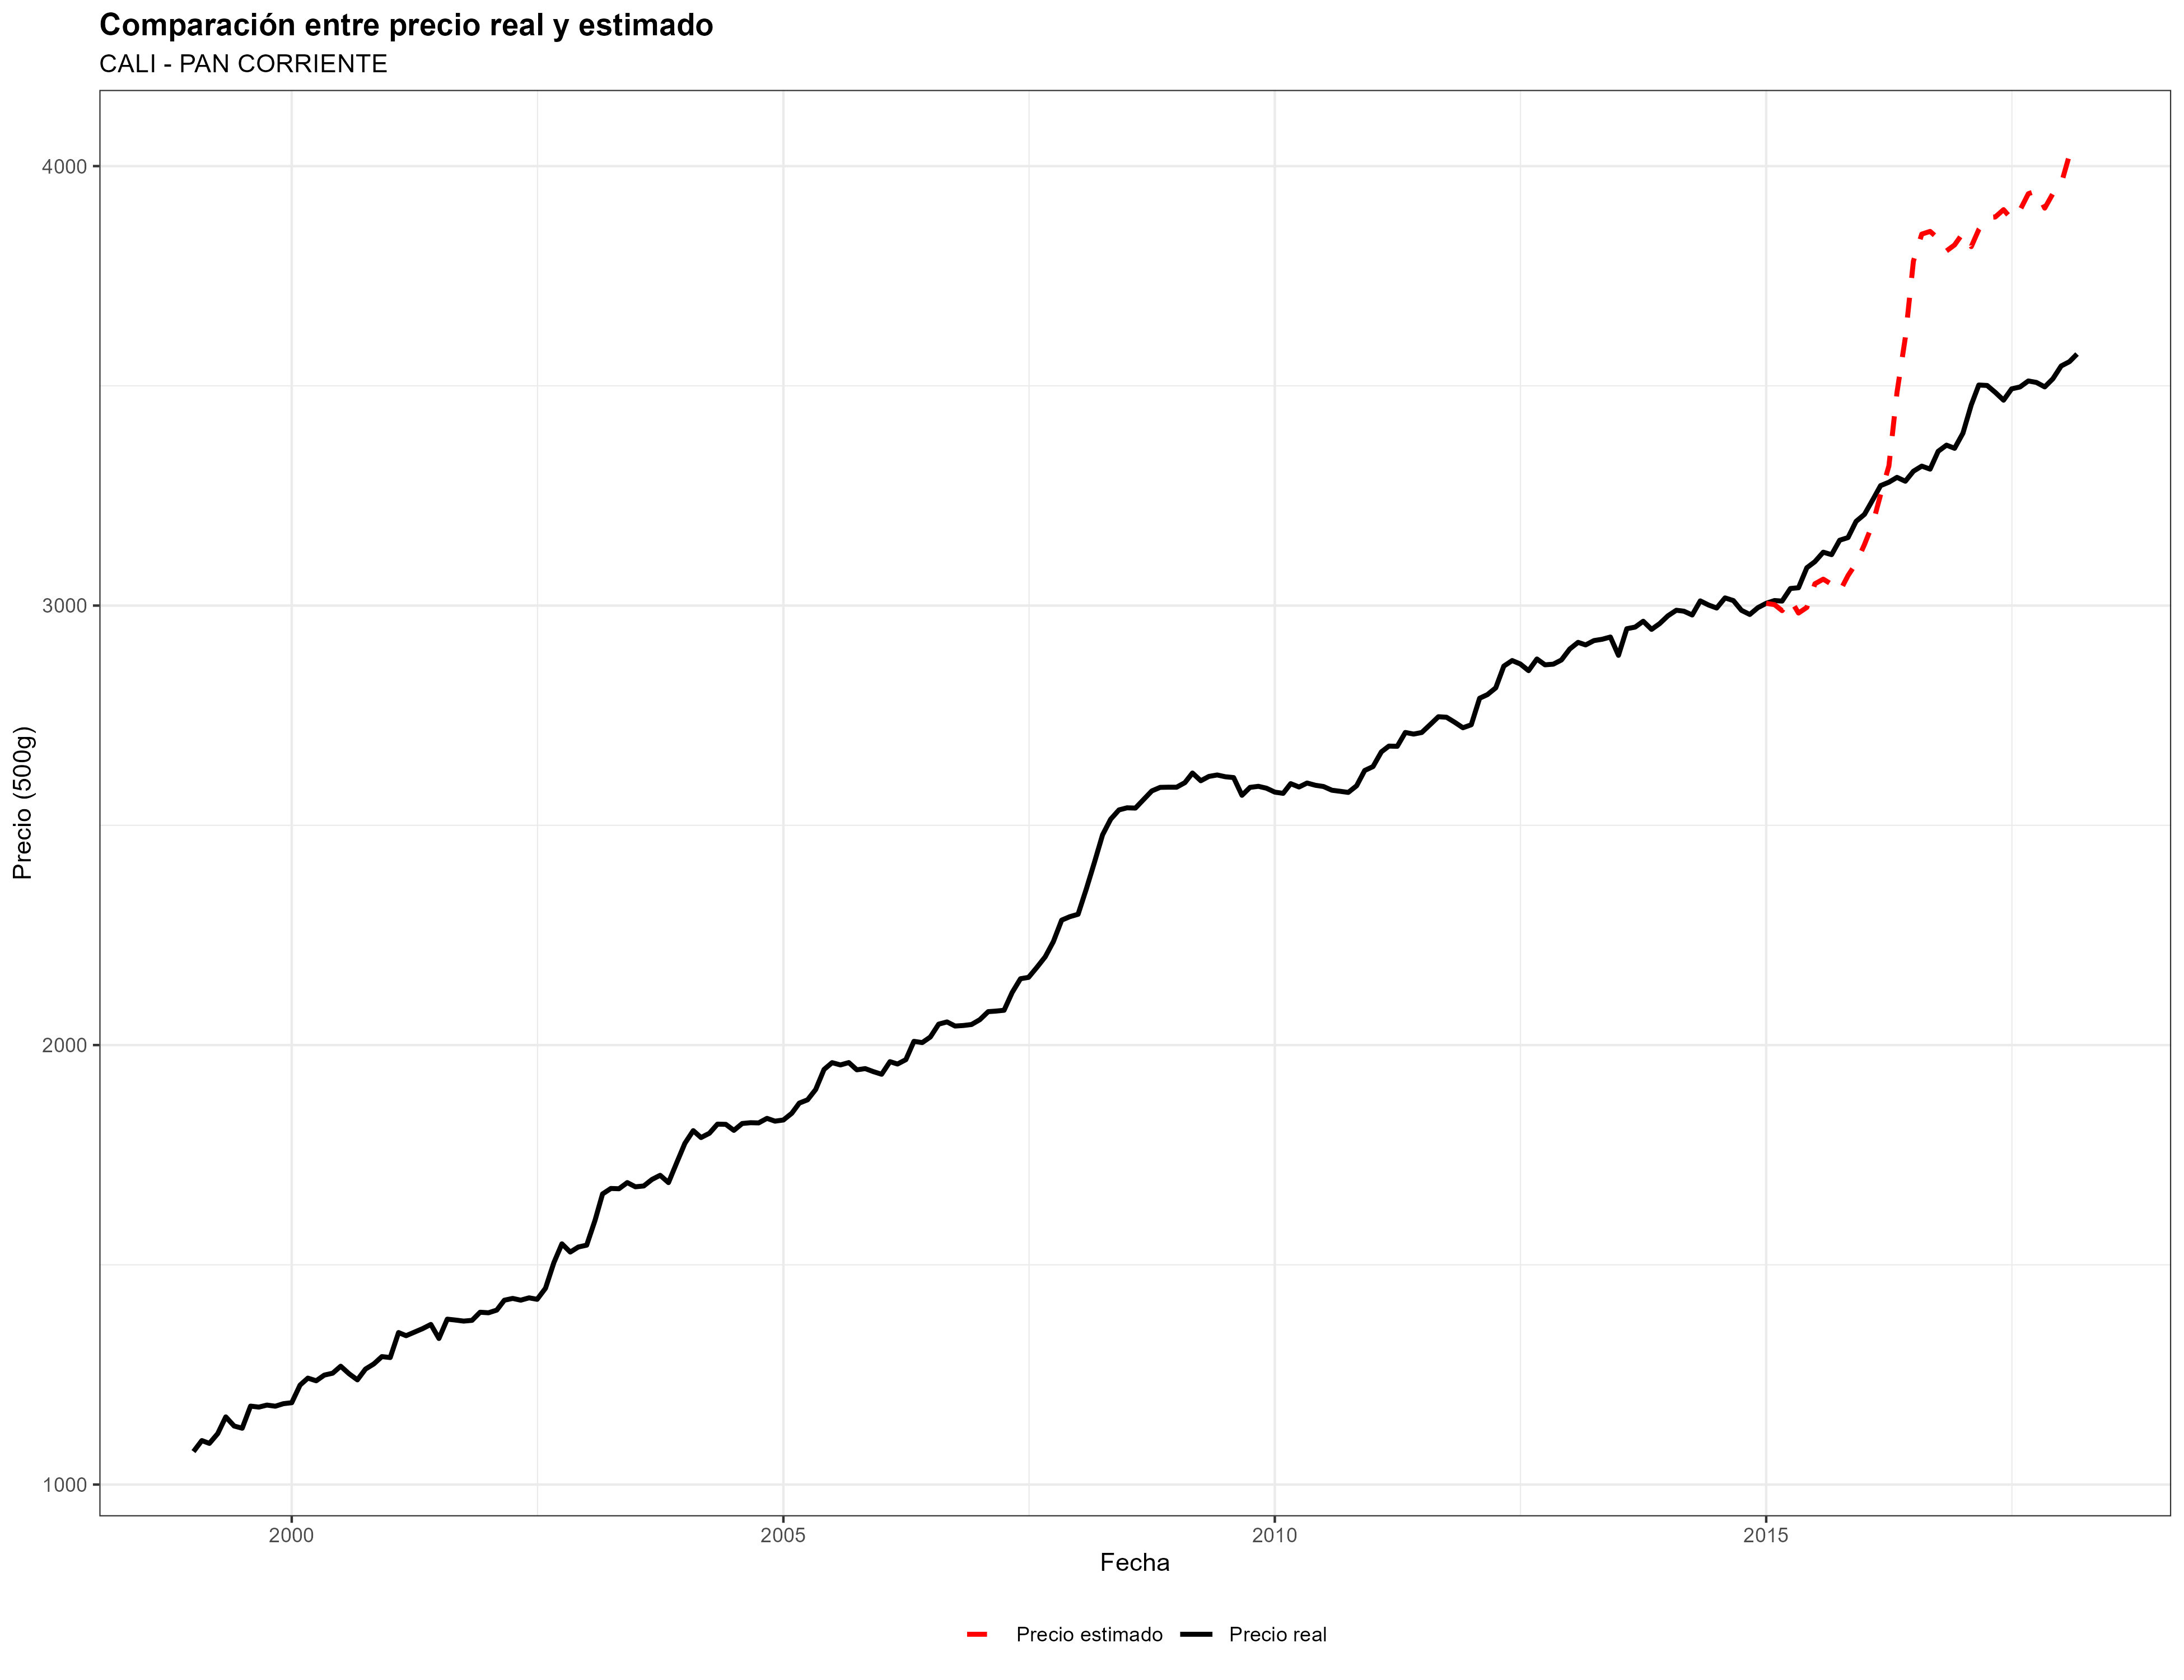 Comparación entre precio real y estimado
CALI - PAN CORRIENTE
4000
3000
2000
1000
Precio (500g)
2000
2005
2010
2015
Fecha
Precio estimado
Precio real